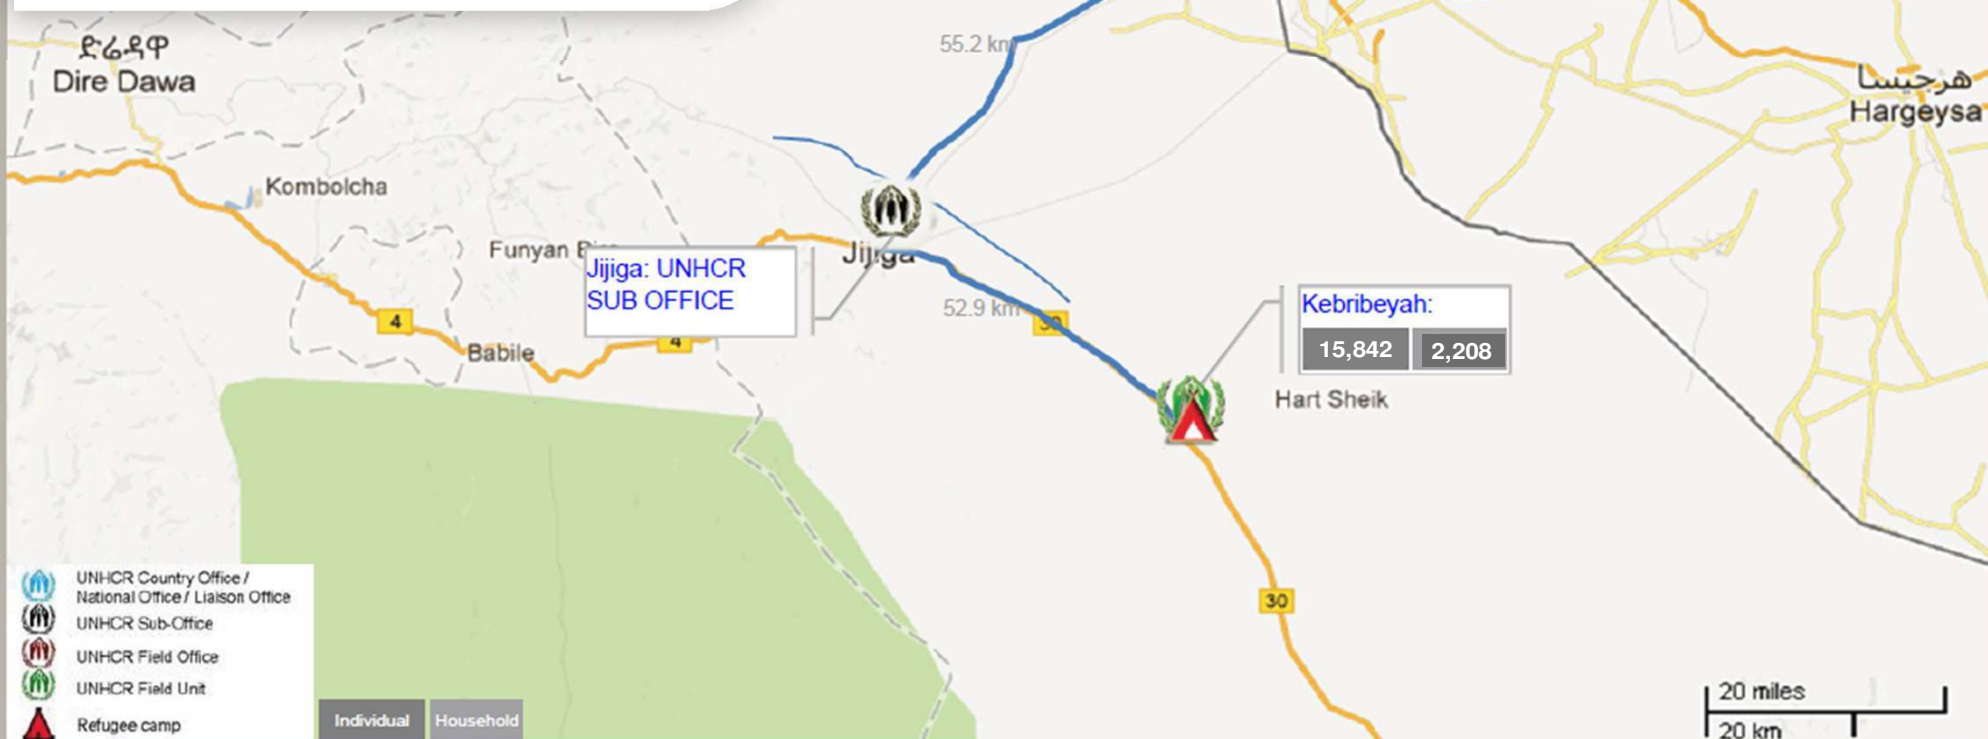 55.2 km
ድሬዳዋ
Dire Dawa
هرجيسا
Hargeysa
Kombolcha
Funyan
Jijiga
Jijiga: UNHCR
SUB OFFICE
52.9 km
30
Kebribeyah:
15,842 2,208
4
4
Babile
Hart Sheik
30
UNHCR Country Office /
National Office / Liaison Office
UNHCR Sub-Office
UNHCR Field Office
UNHCR Field Unit
Refugee camp
Individual Household
20 miles
20 km